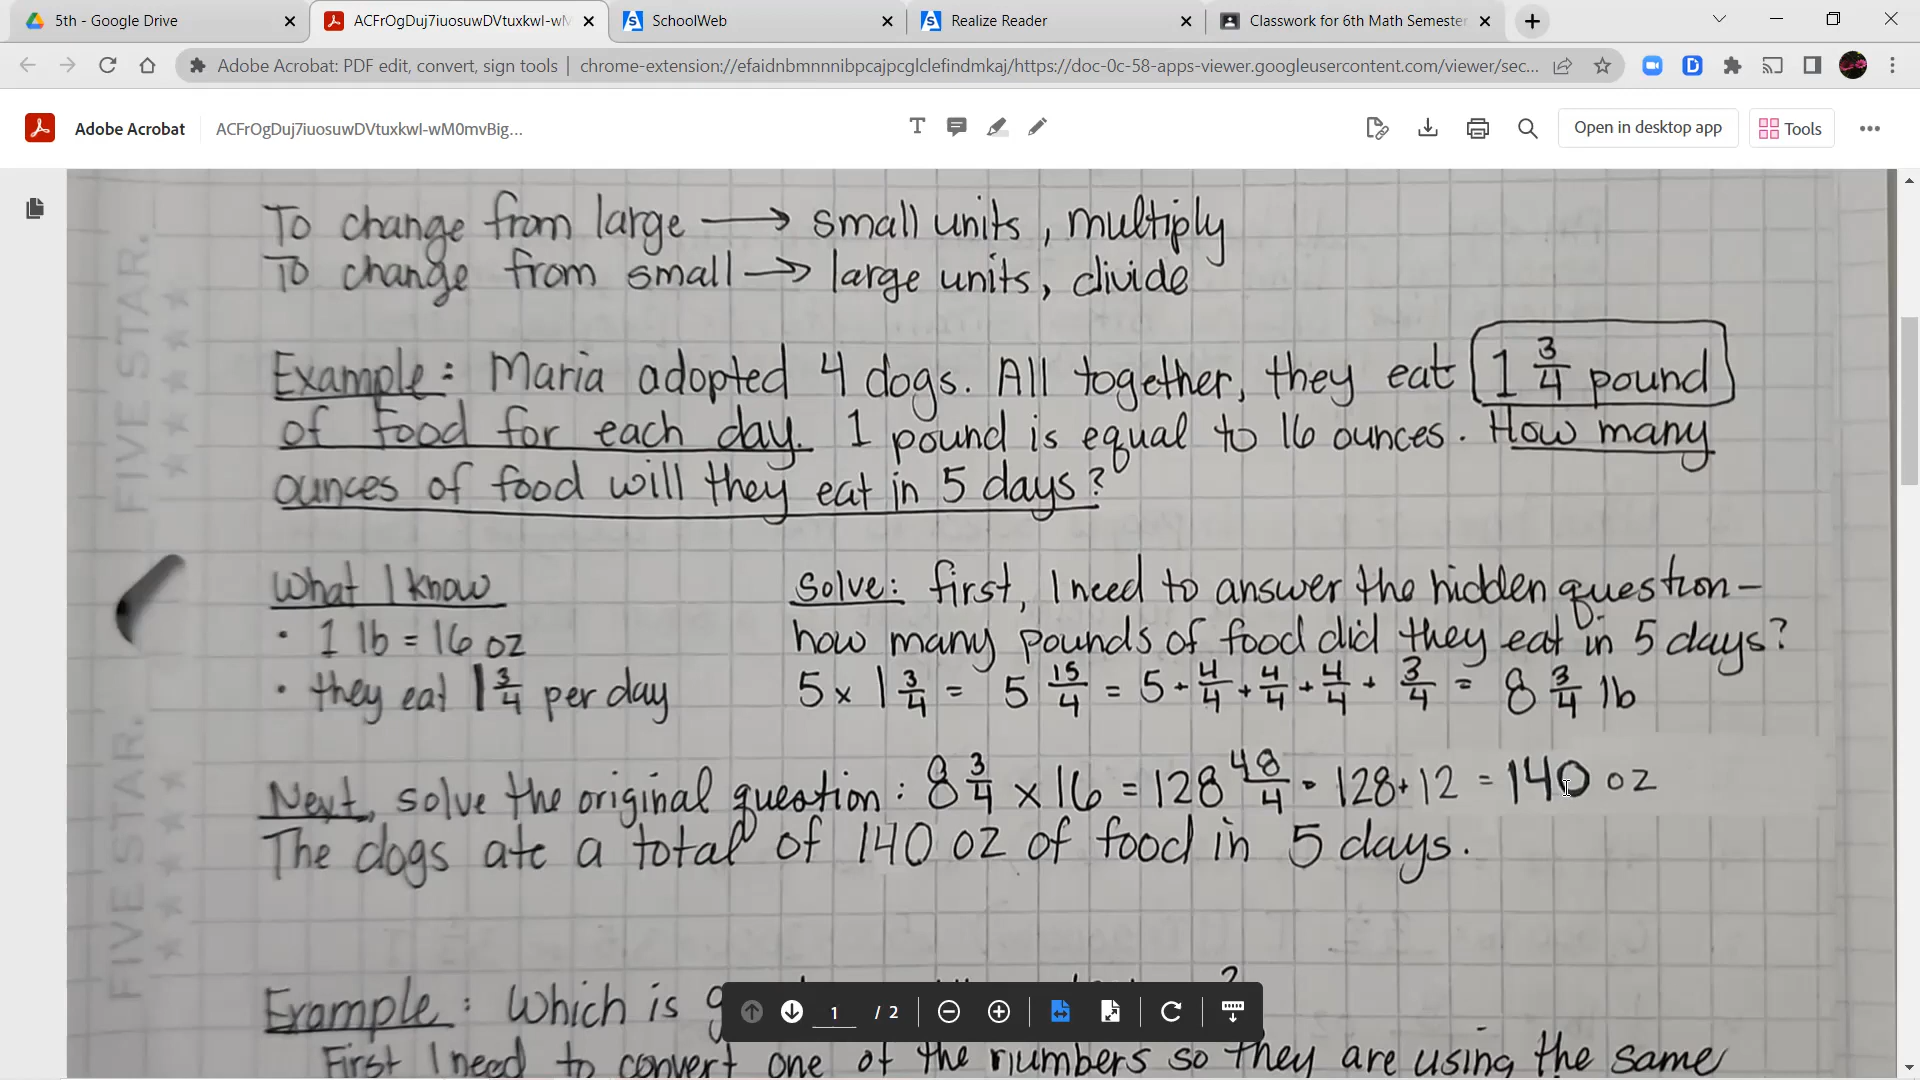 5th - Google Drive
ACFrOgDuj7iuosuwDVtuxkwl-wM
SchoolWeb
Realize Reader
Classwork for 6th Math Semester
Adobe Acrobat: PDF edit, convert, sign tools | chrome-extension://efaidnbmnnnibpcajpcglclefindmkaj/https://doc-0c-58-apps-viewer.googleusercontent.com/viewer/sec...
Adobe Acrobat
ACFrOgDuj7iuosuwDVtuxkwl-wM0mvBig...
Open in desktop app
Tools
To change from large → small units, multiply
To change from small → large units, divide
Example: Maria adopted 4 dogs. All together, they eat 1 3/4 pound
of food for each day. 1 pound is equal to 16 ounces. How many
ounces of food will they eat in 5 days?
What I know
• 1 lb = 16 oz
• they eat 1 3/4 per day
Solve: first, I need to answer the hidden question –
how many pounds of food did they eat in 5 days?
5 x 1 3/4 = 5 15/4 = 5 + 4/4 + 4/4 + 4/4 + 3/4 = 8 3/4 lb
Next, solve the original question: 8 3/4 x 16 = 128 48/4 = 128 + 12 = 140 oz
The dogs ate a total of 140 oz of food in 5 days.
Example: Which is
First I need to convert one of the numbers so they are using the same
1 / 2
FIVE STAR.
FIVE STAR.